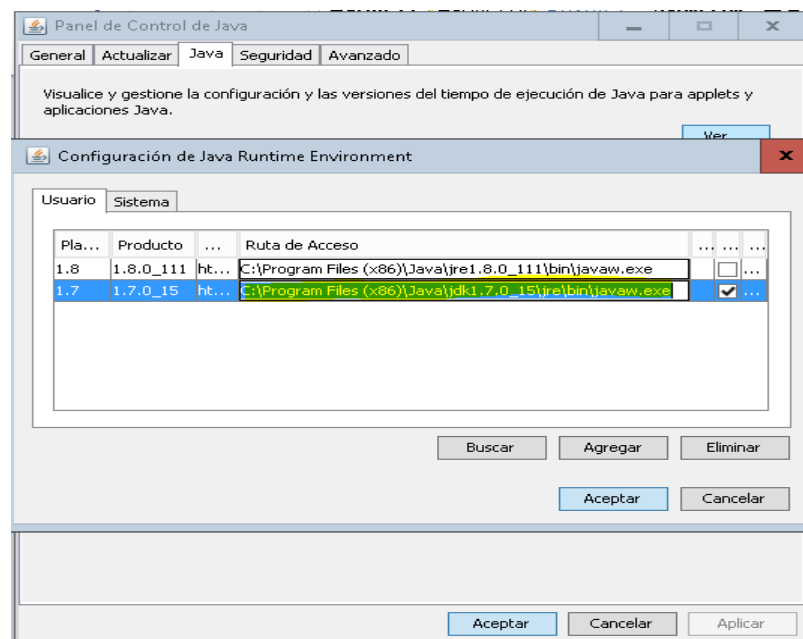 Panel de Control de Java
General Actualizar Java Seguridad Avanzado
Visualice y gestione la configuración y las versiones del tiempo de ejecución de Java para applets y
aplicaciones Java.
Ver...
Configuración de Java Runtime Environment
Usuario Sistema
Pla... Producto ... Ruta de Acceso ... ... ...
1.8 1.8.0_111 ht... C:\Program Files (x86)\Java\jre1.8.0_111\bin\javaw.exe ...
1.7 1.7.0_15 ht... C:\Program Files (x86)\Java\jdk1.7.0_15\jre\bin\javaw.exe ...
Buscar Agregar Eliminar
Aceptar Cancelar
Aceptar Cancelar Aplicar